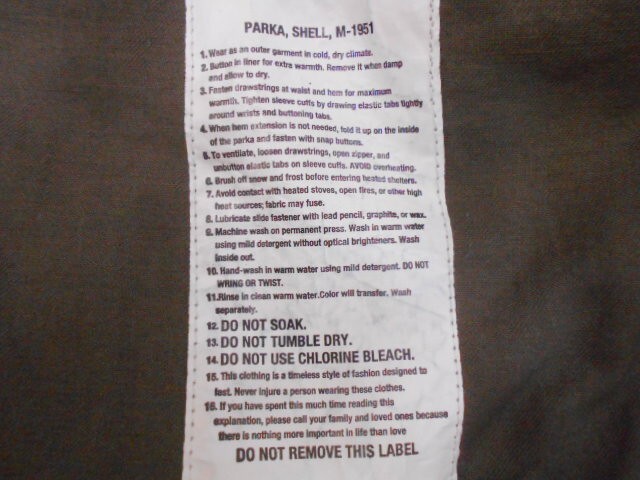 PARKA, SHELL, M-1951
1. Wear as an outer garment in cold, dry climate.
2. Button in liner for extra warmth. Remove it when damp
and allow to dry.
3. Fasten drawstrings at waist and hem for maximum
warmth. Tighten sleeve cuffs by drawing elastic tabs tightly
around wrists and buttoning tabs.
4. When hem extension is not needed, fold it up on the inside
of the parka and fasten with snap buttons.
5. To ventilate, loosen drawstrings, open zipper, and
unbutton elastic tabs on sleeve cuffs. AVOID overheating.
6. Brush off snow and frost before entering heated shelters.
7. Avoid contact with heated stoves, open fires, or other high
heat sources; fabric may fuse.
8. Lubricate slide fastener with lead pencil, graphite, or wax.
9. Machine wash on permanent press. Wash in warm water
using mild detergent without optical brighteners. Wash
inside out.
10. Hand-wash in warm water using mild detergent. DO NOT
WRING OR TWIST.
11.Rinse in clean warm water.Color will transfer. Wash
separately.
12. DO NOT SOAK.
13. DO NOT TUMBLE DRY.
14. DO NOT USE CHLORINE BLEACH.
15. This clothing is a timeless style of fashion designed to
last. Never injure a person wearing these clothes.
16. If you have spent this much time reading this
explanation, please call your family and loved ones because
there is nothing more important in life than love
DO NOT REMOVE THIS LABEL